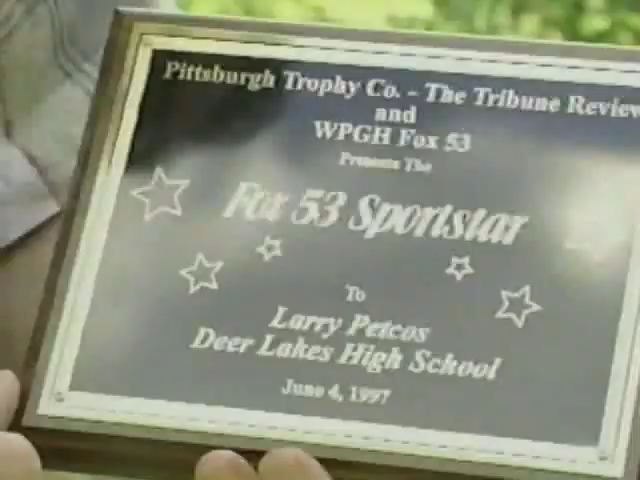 Pittsburgh Trophy Co. - The Tribune Review
and
WPGH Fox 53
Presents The
Fox 53 Sportstar
To
Larry Petcos
Deer Lakes High School
June 4, 1997